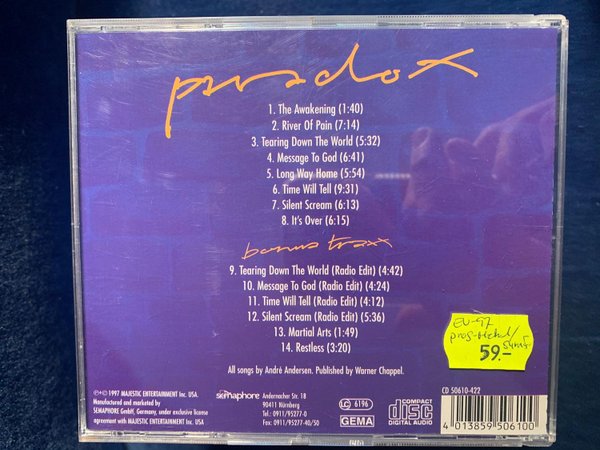 paradox
1. The Awakening (1:40)
2. River Of Pain (7:14)
3. Tearing Down The World (5:32)
4. Message To God (6:41)
5. Long Way Home (5:54)
6. Time Will Tell (9:31)
7. Silent Scream (6:13)
8. It's Over (6:15)
bonus traxx
9. Tearing Down The World (Radio Edit) (4:42)
10. Message To God (Radio Edit) (4:24)
11. Time Will Tell (Radio Edit) (4:12)
12. Silent Scream (Radio Edit) (5:36)
13. Martial Arts (1:49)
14. Restless (3:20)
All songs by André Andersen. Published by Warner Chappel.
EU-97
prog-metal/
symf
59.-
℗+© 1997 MAJESTIC ENTERTAINMENT Inc. USA.
Manufactured and marketed by
SEMAPHORE GmbH, Germany, under exclusive license
agreement with MAJESTIC ENTERTAINMENT Inc. USA
semaphore
Andernacher Str. 18
90411 Nürnberg
Tel.: 0911/95277-0
Fax: 0911/95277-40/50
LC 6196
GEMA
COMPACT
disc
DIGITAL AUDIO
CD 50610-422
4 013859 506100